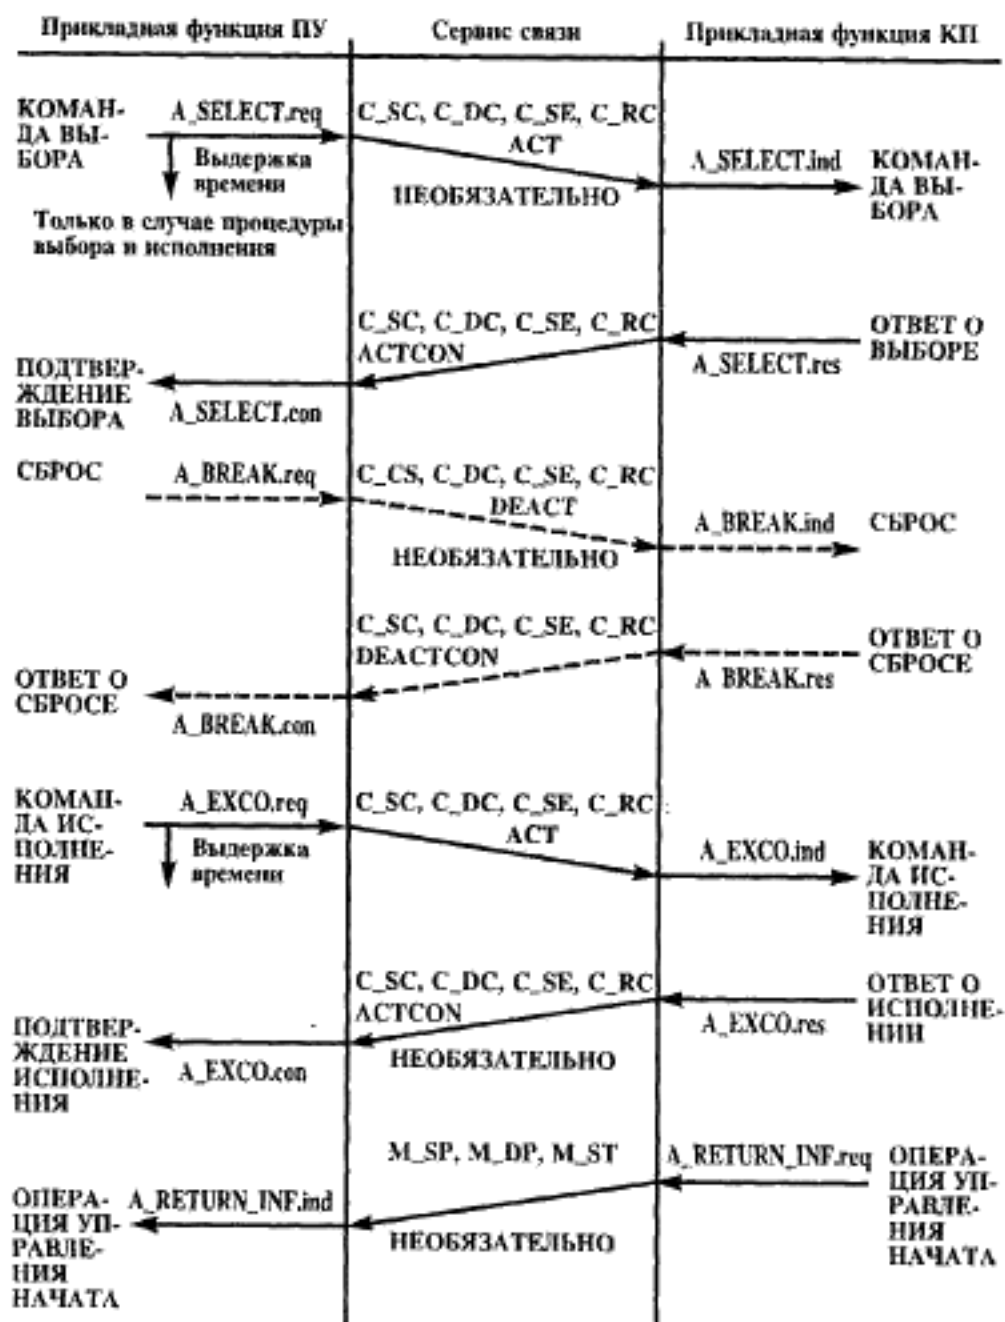 Прикладная функция ПУ
Сервис связи
Прикладная функция КП
КОМАН-
ДА ВЫ-
БОРА
A_SELECT.req
Выдержка
времени
Только в случае процедуры
выбора и исполнения
C_SC, C_DC, C_SE, C_RC
ACT
НЕОБЯЗАТЕЛЬНО
A_SELECT.ind
КОМАН-
ДА ВЫ-
БОРА
C_SC, C_DC, C_SE, C_RC
ACTCON
ОТВЕТ О
ВЫБОРЕ
A_SELECT.res
ПОДТВЕР-
ЖДЕНИЕ
ВЫБОРА
A_SELECT.con
СБРОС
A_BREAK.req
C_CS, C_DC, C_SE, C_RC
DEACT
НЕОБЯЗАТЕЛЬНО
A_BREAK.ind
СБРОС
C_SC, C_DC, C_SE, C_RC
DEACTCON
ОТВЕТ О
СБРОСЕ
A BREAK.res
ОТВЕТ О
СБРОСЕ
A_BREAK.con
КОМАН-
ДА ИС-
ПОЛНЕ-
НИЯ
A_EXCO.req
Выдержка
времени
C_SC, C_DC, C_SE, C_RC
ACT
A_EXCO.ind
КОМАН-
ДА ИС-
ПОЛНЕ-
НИЯ
C_SC, C_DC, C_SE, C_RC
ACTCON
НЕОБЯЗАТЕЛЬНО
ОТВЕТ О
ИСПОЛНЕ-
НИИ
A_EXCO.res
ПОДТВЕР-
ЖДЕНИЕ
ИСПОЛНЕ-
НИЯ
A_EXCO.con
M_SP, M_DP, M_ST
НЕОБЯЗАТЕЛЬНО
A_RETURN_INF.req
ОПЕРА-
ЦИЯ УП-
РАВЛЕ-
НИЯ
НАЧАТА
ОПЕРА-
ЦИЯ УП-
РАВЛЕ-
НИЯ
НАЧАТА
A_RETURN_INF.ind